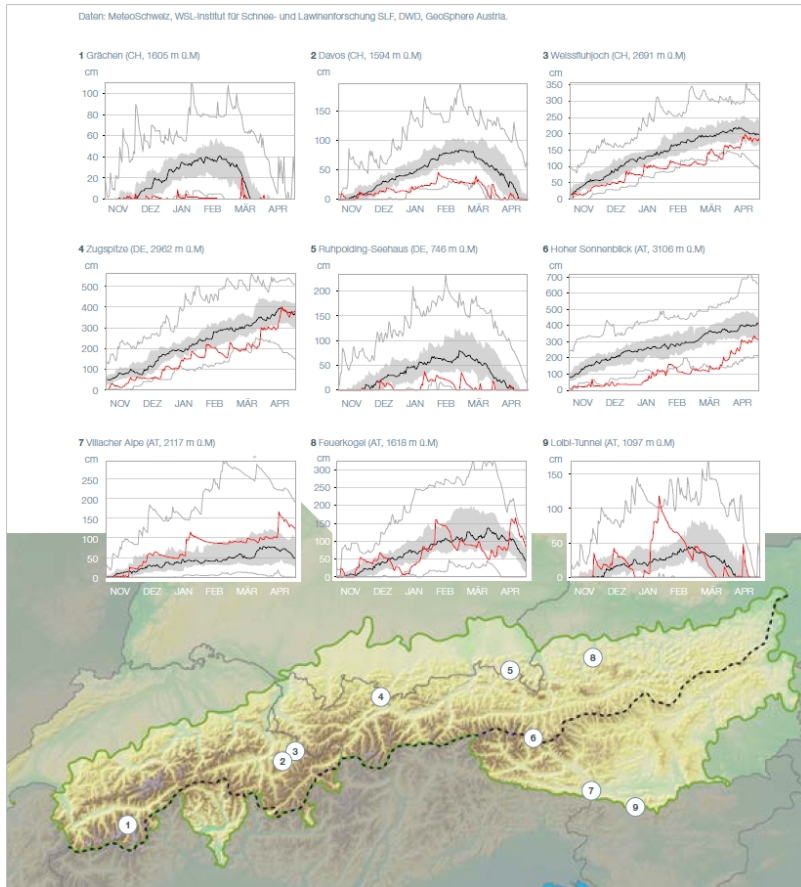 Daten: MeteoSchweiz, WSL-Institut für Schnee- und Lawinenforschung SLF, DWD, GeoSphere Austria.
1 Grächen (CH, 1605 m ü.M)
cm
100
80
60
40
20
0
NOV DEZ JAN FEB MÄR APR
2 Davos (CH, 1594 m ü.M)
cm
150
100
50
0
NOV DEZ JAN FEB MÄR APR
3 Weissfluhjoch (CH, 2691 m ü.M)
cm
350
300
250
200
150
100
50
0
NOV DEZ JAN FEB MÄR APR
4 Zugspitze (DE, 2962 m ü.M)
cm
500
400
300
200
100
0
NOV DEZ JAN FEB MÄR APR
5 Ruhpolding-Seehaus (DE, 746 m ü.M)
cm
200
150
100
50
0
NOV DEZ JAN FEB MÄR APR
6 Hoher Sonnenblick (AT, 3106 m ü.M)
cm
700
600
500
400
300
200
100
0
NOV DEZ JAN FEB MÄR APR
7 Villacher Alpe (AT, 2117 m ü.M)
cm
250
200
150
100
50
0
NOV DEZ JAN FEB MÄR APR
8 Feuerkogel (AT, 1618 m ü.M)
cm
300
250
200
150
100
50
0
NOV DEZ JAN FEB MÄR APR
9 Loibl-Tunnel (AT, 1097 m ü.M)
cm
150
100
50
0
NOV DEZ JAN FEB MÄR APR
8
5
4
6
3
2
7
9
1